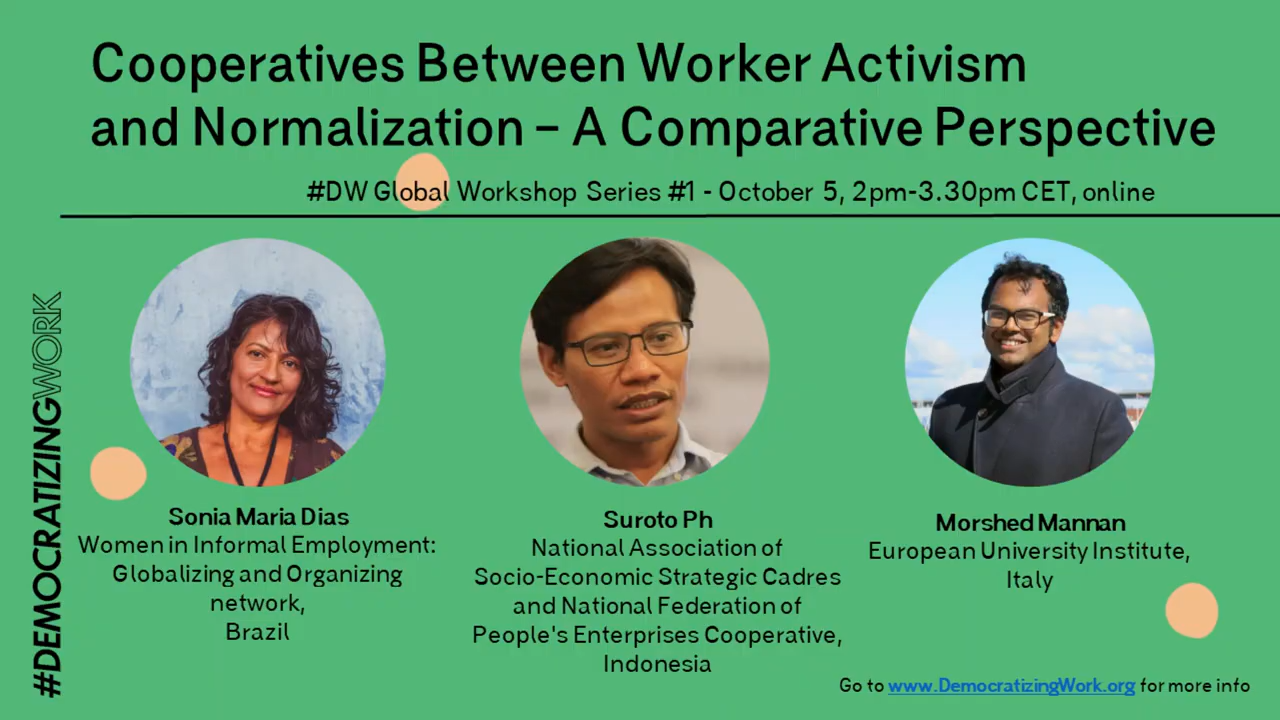 Cooperatives Between Worker Activism
and Normalization – A Comparative Perspective
#DW Global Workshop Series #1 - October 5, 2pm-3.30pm CET, online
#DEMOCRATIZINGWORK
Sonia Maria Dias
Women in Informal Employment:
Globalizing and Organizing
network,
Brazil
Suroto Ph
National Association of
Socio-Economic Strategic Cadres
and National Federation of
People's Enterprises Cooperative,
Indonesia
Morshed Mannan
European University Institute,
Italy
Go to www.DemocratizingWork.org for more info